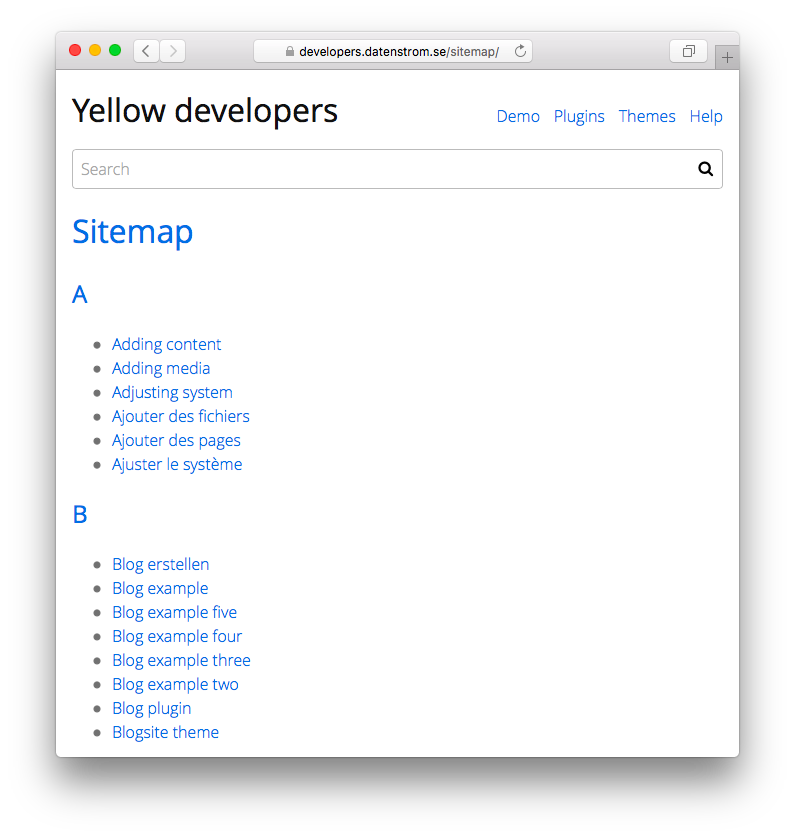 developers.datenstrom.se/sitemap/
Yellow developers
Demo Plugins Themes Help
Search
Sitemap
A
Adding content
Adding media
Adjusting system
Ajouter des fichiers
Ajouter des pages
Ajuster le système
B
Blog erstellen
Blog example
Blog example five
Blog example four
Blog example three
Blog example two
Blog plugin
Blogsite theme